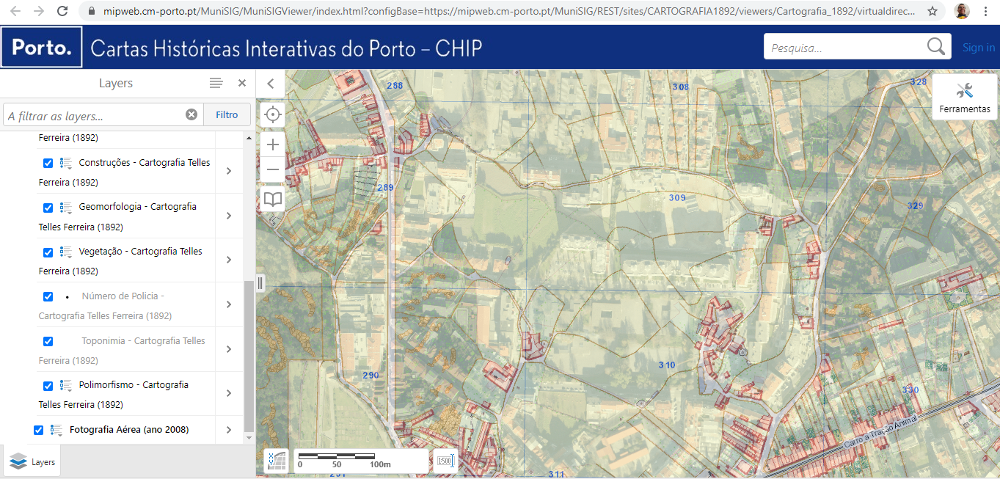 mipweb.cm-porto.pt/MuniSIG/MuniSIGViewer/index.html?configBase=https://mipweb.cm-porto.pt/MuniSIG/REST/sites/CARTOGRAFIA1892/viewers/Cartografia_1892/virtualdirec...
Porto.
Cartas Históricas Interativas do Porto – CHIP
Pesquisa...
Sign in
Layers
A filtrar as layers...
Filtro
Ferreira (1892)
Construções - Cartografia Telles
Ferreira (1892)
Geomorfologia - Cartografia
Telles Ferreira (1892)
Vegetação - Cartografia Telles
Ferreira (1892)
Número de Policia -
Cartografia Telles Ferreira (1892)
Toponimia - Cartografia Telles
Ferreira (1892)
Polimorfismo - Cartografia
Telles Ferreira (1892)
Fotografia Aérea (ano 2008)
Layers
288
308
328
Ferramentas
289
309
329
290
310
330
Carro a Tração Animal
X
Y
0 50 100m
1:500
291
311